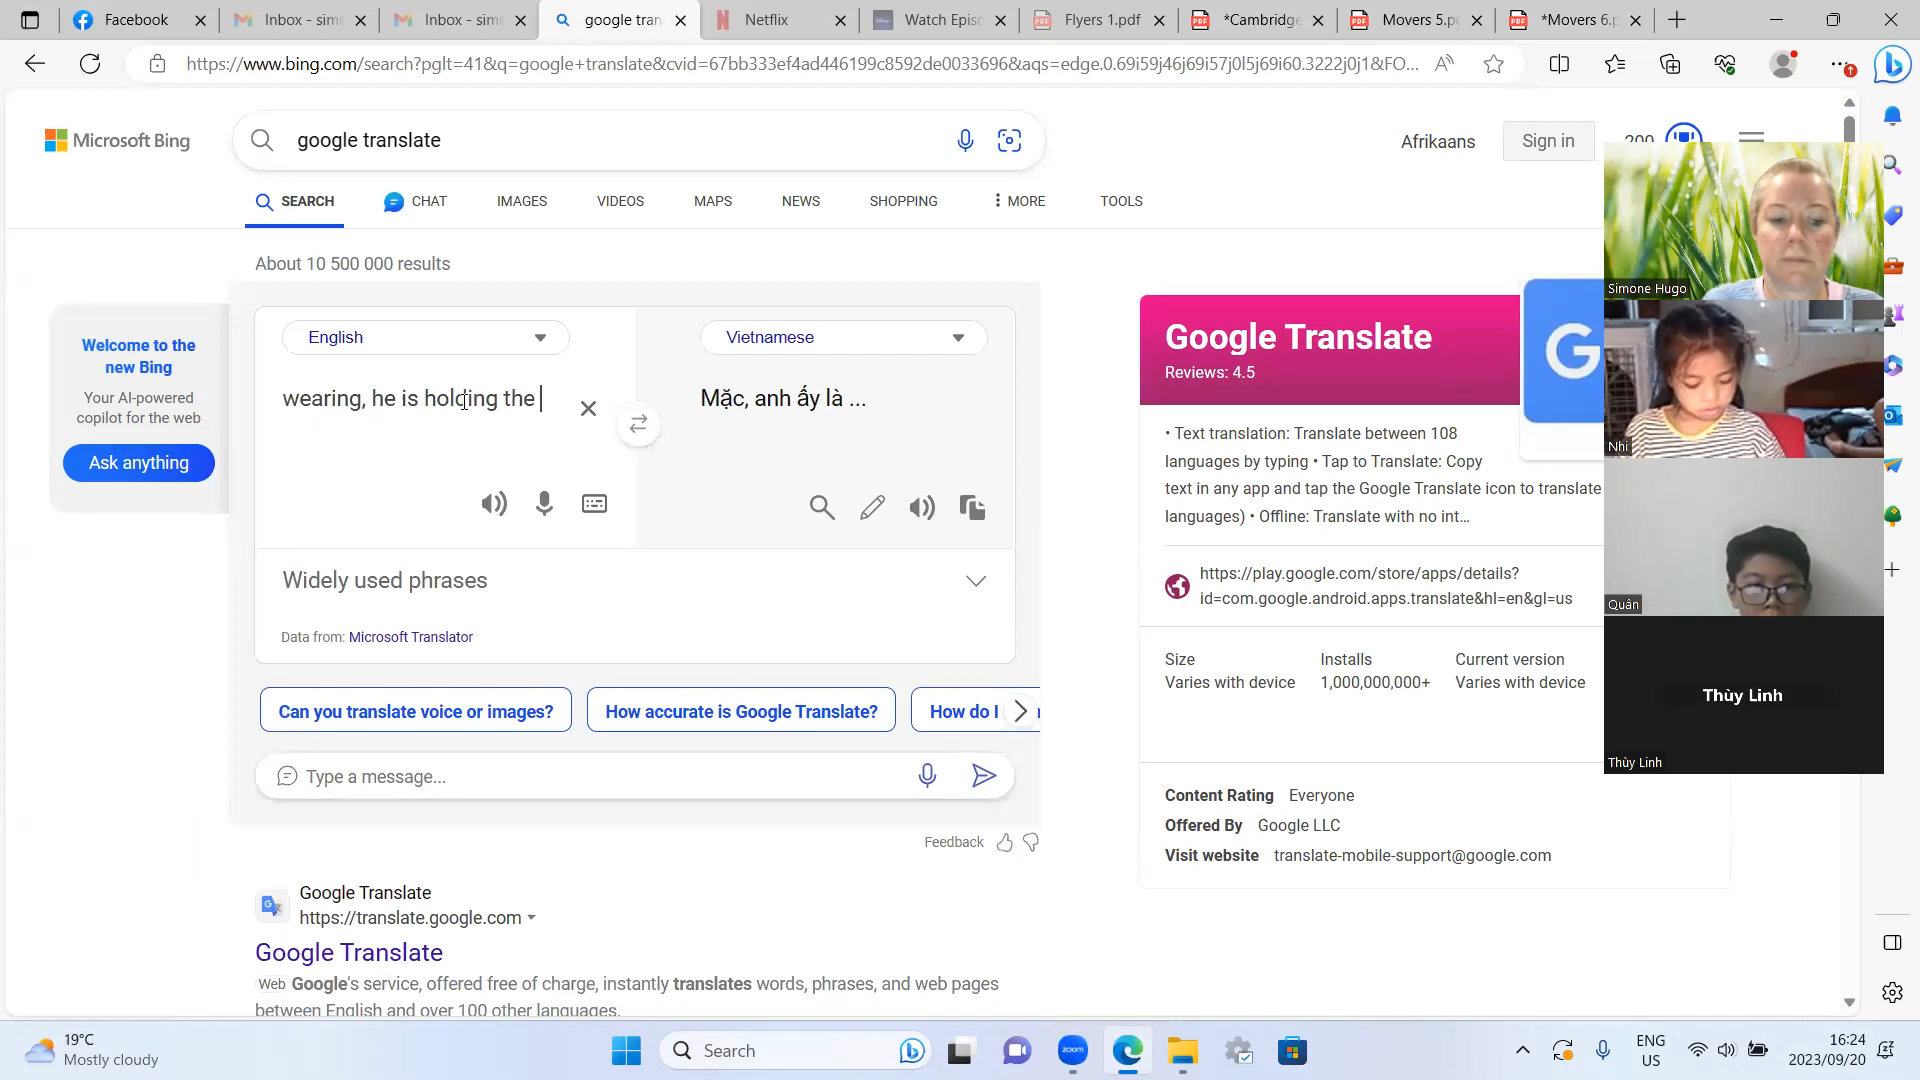 Facebook
Inbox - sim
Inbox - sim
google tran
Netflix
Watch Epis
Flyers 1.pdf
*Cambridge
Movers 5.p
*Movers 6.p
https://www.bing.com/search?pglt=41&q=google+translate&cvid=67bb333ef4ad446199c8592de0033696&aqs=edge.0.69i59j46j69i57j0l5j69i60.3222j0j1&FO...
Microsoft Bing
google translate
Afrikaans
Sign in
200
SEARCH
CHAT
IMAGES
VIDEOS
MAPS
NEWS
SHOPPING
MORE
TOOLS
About 10 500 000 results
Welcome to the
new Bing
Your AI-powered
copilot for the web
Ask anything
English
Vietnamese
wearing, he is holding the
Mặc, anh ấy là ...
Widely used phrases
Data from: Microsoft Translator
Can you translate voice or images?
How accurate is Google Translate?
How do I
Type a message...
Feedback
Google Translate
https://translate.google.com
Google Translate
Web Google's service, offered free of charge, instantly translates words, phrases, and web pages
between English and over 100 other languages.
Google Translate
Reviews: 4.5
G
• Text translation: Translate between 108
languages by typing • Tap to Translate: Copy
text in any app and tap the Google Translate icon to translate
languages) • Offline: Translate with no int...
https://play.google.com/store/apps/details?
id=com.google.android.apps.translate&hl=en&gl=us
Size
Varies with device
Installs
1,000,000,000+
Current version
Varies with device
Content Rating Everyone
Offered By Google LLC
Visit website translate-mobile-support@google.com
Simone Hugo
Nhi
Quân
Thùy Linh
Thùy Linh
19°C
Mostly cloudy
Search
zoom
ENG
US
16:24
2023/09/20